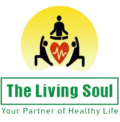 The Living Soul
Your Partner of Healthy Life